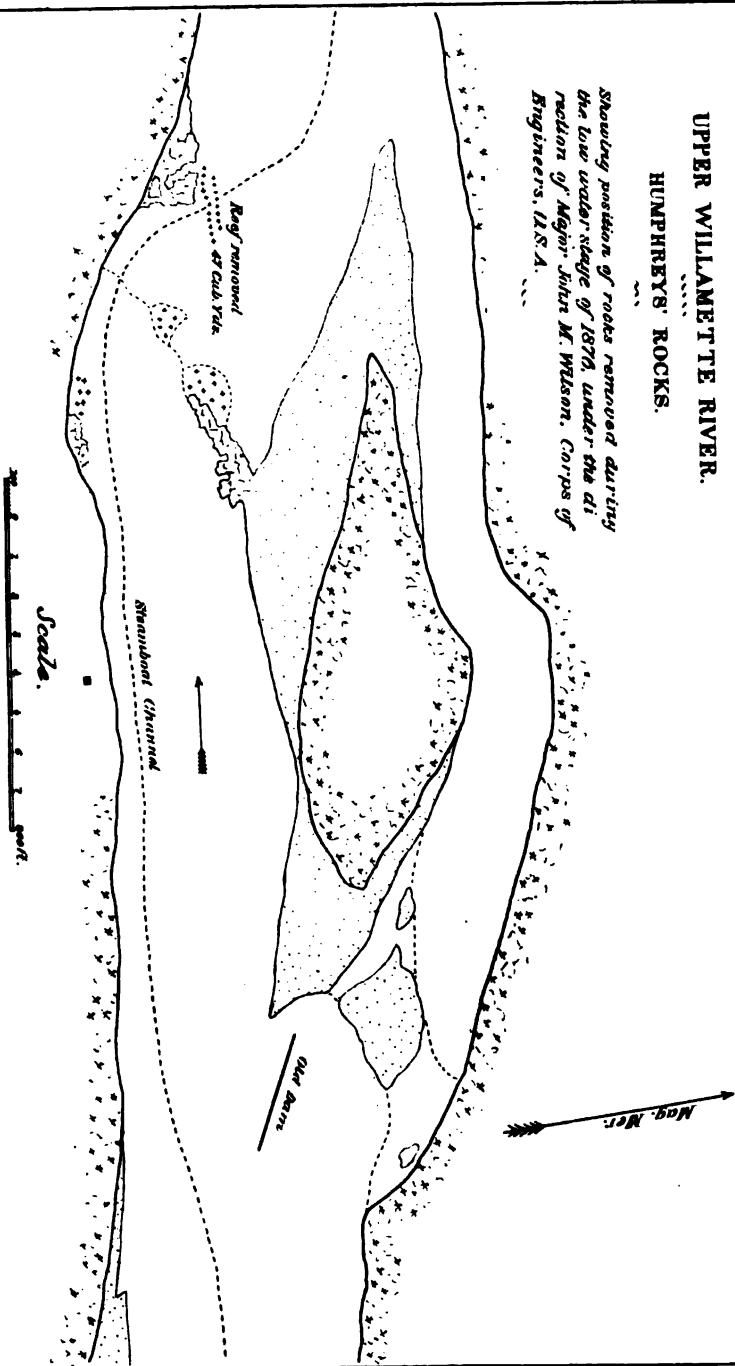 UPPER WILLAMETTE RIVER.
HUMPHREYS' ROCKS.
Showing position of rocks removed during
the low water stage of 1876, under the di
rection of Major John M. Wilson, Corps of
Engineers, U.S.A.
Mag. Mer.
Reef removed
47 Cub. Yds.
Old Dam
Steamboat Channel
Scale.